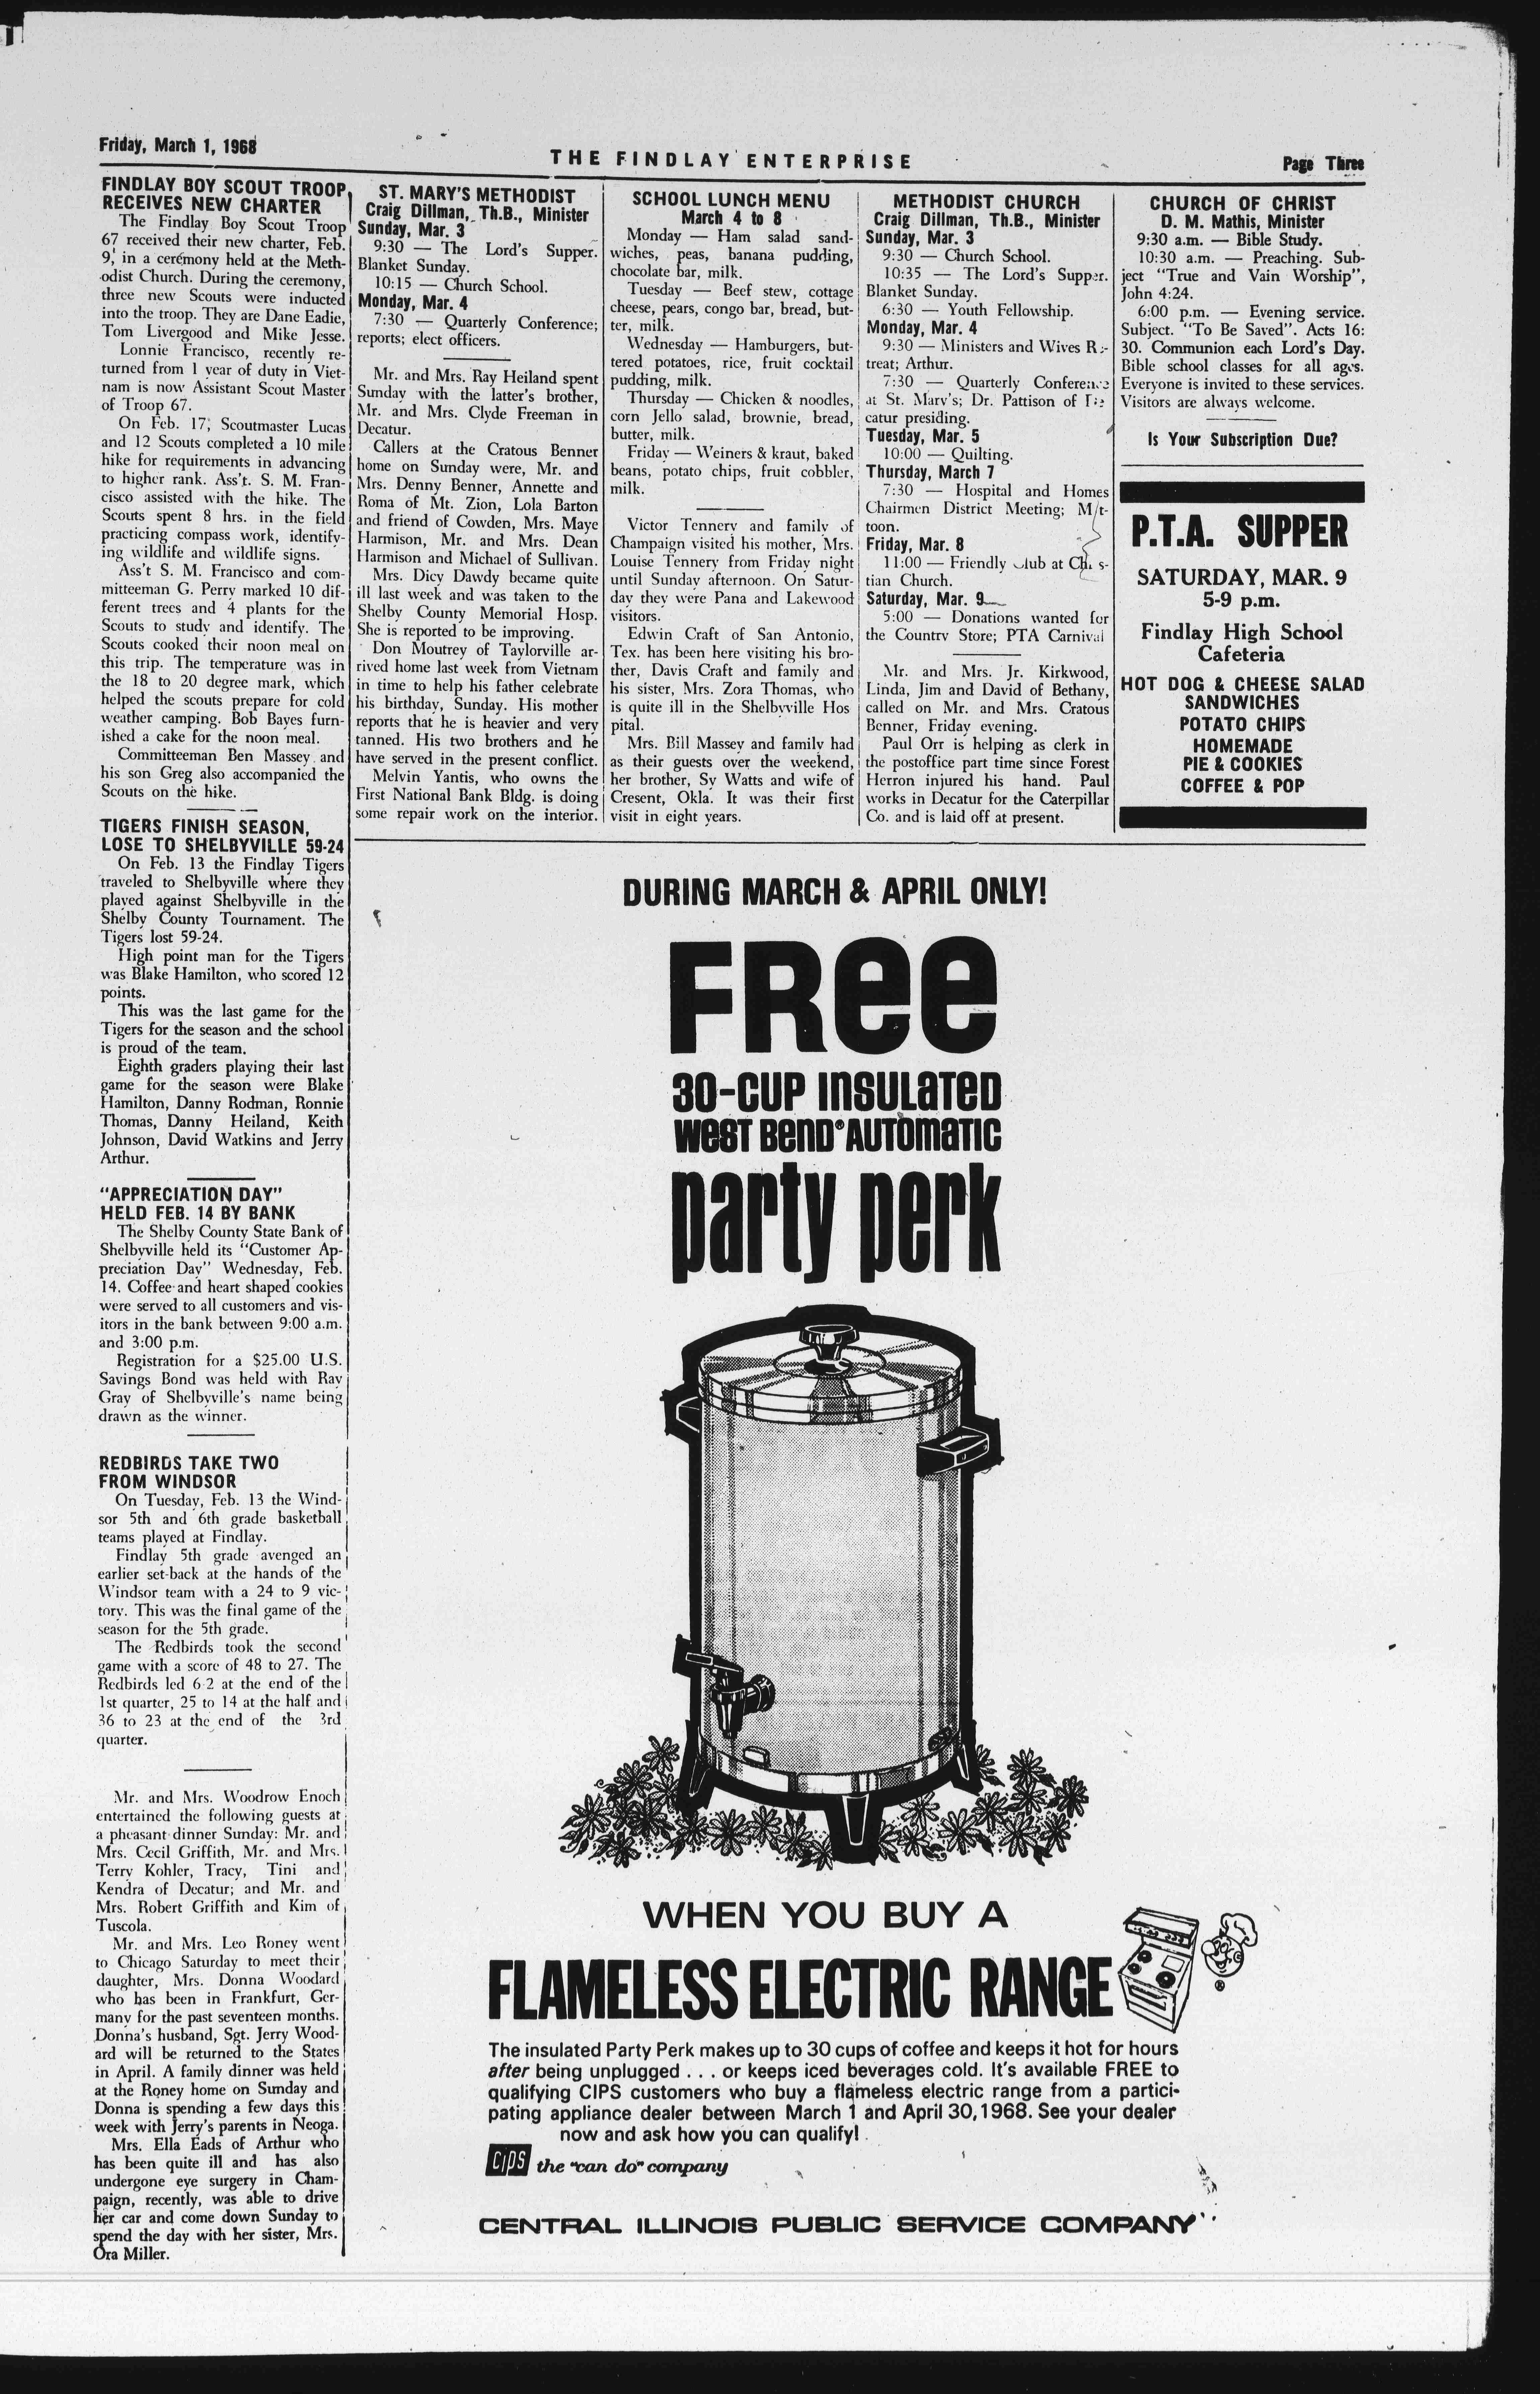 Friday, March 1, 1968
THE FINDLAY ENTERPRISE
Page Three
FINDLAY BOY SCOUT TROOP
RECEIVES NEW CHARTER
The Findlay Boy Scout Troop
67 received their new charter, Feb.
9, in a ceremony held at the Meth-
odist Church. During the ceremony,
three new Scouts were inducted
into the troop. They are Dane Eadie,
Tom Livergood and Mike Jesse.
Lonnie Francisco, recently re-
turned from 1 year of duty in Viet-
nam is now Assistant Scout Master
of Troop 67.
On Feb. 17, Scoutmaster Lucas
and 12 Scouts completed a 10 mile
hike for requirements in advancing
to higher rank. Ass't. S. M. Fran-
cisco assisted with the hike. The
Scouts spent 8 hrs. in the field
practicing compass work, identify-
ing wildlife and wildlife signs.
Ass't S. M. Francisco and com-
mitteeman G. Perry marked 10 dif-
ferent trees and 4 plants for the
Scouts to study and identify. The
Scouts cooked their noon meal on
this trip. The temperature was in
the 18 to 20 degree mark, which
helped the scouts prepare for cold
weather camping. Bob Bayes furn-
ished a cake for the noon meal.
Committeeman Ben Massey and
his son Greg also accompanied the
Scouts on the hike.
TIGERS FINISH SEASON,
LOSE TO SHELBYVILLE 59-24
On Feb. 13 the Findlay Tigers
traveled to Shelbyville where they
played against Shelbyville in the
Shelby County Tournament. The
Tigers lost 59-24.
High point man for the Tigers
was Blake Hamilton, who scored 12
points.
This was the last game for the
Tigers for the season and the school
is proud of the team.
Eighth graders playing their last
game for the season were Blake
Hamilton, Danny Rodman, Ronnie
Thomas, Danny Heiland, Keith
Johnson, David Watkins and Jerry
Arthur.
"APPRECIATION DAY"
HELD FEB. 14 BY BANK
The Shelby County State Bank of
Shelbyville held its "Customer Ap-
preciation Day" Wednesday, Feb.
14. Coffee and heart shaped cookies
were served to all customers and vis-
itors in the bank between 9:00 a.m.
and 3:00 p.m.
Registration for a $25.00 U.S.
Savings Bond was held with Ray
Gray of Shelbyville's name being
drawn as the winner.
REDBIRDS TAKE TWO
FROM WINDSOR
On Tuesday, Feb. 13 the Wind-
sor 5th and 6th grade basketball
teams played at Findlay.
Findlay 5th grade avenged an
earlier set-back at the hands of the
Windsor team with a 24 to 9 vic-
tory. This was the final game of the
season for the 5th grade.
The Redbirds took the second
game with a score of 48 to 27. The
Redbirds led 6-2 at the end of the
1st quarter, 25 to 14 at the half and
36 to 23 at the end of the 3rd
quarter.
Mr. and Mrs. Woodrow Enoch
entertained the following guests at
a pheasant dinner Sunday: Mr. and
Mrs. Cecil Griffith, Mr. and Mrs.
Terry Kohler, Tracy, Tini and
Kendra of Decatur; and Mr. and
Mrs. Robert Griffith and Kim of
Tuscola.
Mr. and Mrs. Leo Roney went
to Chicago Saturday to meet their
daughter, Mrs. Donna Woodard
who has been in Frankfurt, Ger-
many for the past seventeen months.
Donna's husband, Sgt. Jerry Wood-
ard will be returned to the States
in April. A family dinner was held
at the Roney home on Sunday and
Donna is spending a few days this
week with Jerry's parents in Neoga.
Mrs. Ella Eads of Arthur who
has been quite ill and has also
undergone eye surgery in Cham-
paign, recently, was able to drive
her car and come down Sunday to
spend the day with her sister, Mrs.
Ora Miller.
ST. MARY'S METHODIST
Craig Dillman, Th.B., Minister
Sunday, Mar. 3
9:30 — The Lord's Supper.
Blanket Sunday.
10:15 — Church School.
Monday, Mar. 4
7:30 — Quarterly Conference;
reports; elect officers.
Mr. and Mrs. Ray Heiland spent
Sunday with the latter's brother,
Mr. and Mrs. Clyde Freeman in
Decatur.
Callers at the Cratous Benner
home on Sunday were, Mr. and
Mrs. Denny Benner, Annette and
Roma of Mt. Zion, Lola Barton
and friend of Cowden, Mrs. Maye
Harmison, Mr. and Mrs. Dean
Harmison and Michael of Sullivan.
Mrs. Dicy Dawdy became quite
ill last week and was taken to the
Shelby County Memorial Hosp.
She is reported to be improving.
Don Moutrey of Taylorville ar-
rived home last week from Vietnam
in time to help his father celebrate
his birthday, Sunday. His mother
reports that he is heavier and very
tanned. His two brothers and he
have served in the present conflict.
Melvin Yantis, who owns the
First National Bank Bldg. is doing
some repair work on the interior.
SCHOOL LUNCH MENU
March 4 to 8
Monday — Ham salad sand-
wiches, peas, banana pudding,
chocolate bar, milk.
Tuesday — Beef stew, cottage
cheese, pears, congo bar, bread, but-
ter, milk.
Wednesday — Hamburgers, but-
tered potatoes, rice, fruit cocktail
pudding, milk.
Thursday — Chicken & noodles,
corn Jello salad, brownie, bread,
butter, milk.
Friday — Weiners & kraut, baked
beans, potato chips, fruit cobbler,
milk.
Victor Tennery and family of
Champaign visited his mother, Mrs.
Louise Tennery from Friday night
until Sunday afternoon. On Satur-
day they were Pana and Lakewood
visitors.
Edwin Craft of San Antonio,
Tex. has been here visiting his bro-
ther, Davis Craft and family and
his sister, Mrs. Zora Thomas, who
is quite ill in the Shelbyville Hos
pital.
Mrs. Bill Massey and family had
as their guests over the weekend,
her brother, Sy Watts and wife of
Cresent, Okla. It was their first
visit in eight years.
METHODIST CHURCH
Craig Dillman, Th.B., Minister
Sunday, Mar. 3
9:30 — Church School.
10:35 — The Lord's Supper.
Blanket Sunday.
6:30 — Youth Fellowship.
Monday, Mar. 4
9:30 — Ministers and Wives Re-
treat; Arthur.
7:30 — Quarterly Conference
at St. Mary's; Dr. Pattison of De
catur presiding.
Tuesday, Mar. 5
10:00 — Quilting.
Thursday, March 7
7:30 — Hospital and Homes
Chairmen District Meeting; Mat-
toon.
Friday, Mar. 8
11:00 — Friendly Club at Chris-
tian Church.
Saturday, Mar. 9
5:00 — Donations wanted for
the Country Store; PTA Carnival
Mr. and Mrs. Jr. Kirkwood,
Linda, Jim and David of Bethany,
called on Mr. and Mrs. Cratous
Benner, Friday evening.
Paul Orr is helping as clerk in
the postoffice part time since Forest
Herron injured his hand. Paul
works in Decatur for the Caterpillar
Co. and is laid off at present.
CHURCH OF CHRIST
D. M. Mathis, Minister
9:30 a.m. — Bible Study.
10:30 a.m. — Preaching. Sub-
ject "True and Vain Worship",
John 4:24.
6:00 p.m. — Evening service.
Subject. "To Be Saved". Acts 16:
30. Communion each Lord's Day.
Bible school classes for all ages.
Everyone is invited to these services.
Visitors are always welcome.
Is Your Subscription Due?
P.T.A. SUPPER
SATURDAY, MAR. 9
5-9 p.m.
Findlay High School
Cafeteria
HOT DOG & CHEESE SALAD
SANDWICHES
POTATO CHIPS
HOMEMADE
PIE & COOKIES
COFFEE & POP
DURING MARCH & APRIL ONLY!
FREE
30-CUP INSULATED
WEST BEND® AUTOMATIC
party perk
WHEN YOU BUY A
FLAMELESS ELECTRIC RANGE
®
The insulated Party Perk makes up to 30 cups of coffee and keeps it hot for hours
after being unplugged . . . or keeps iced beverages cold. It's available FREE to
qualifying CIPS customers who buy a flameless electric range from a partici-
pating appliance dealer between March 1 and April 30, 1968. See your dealer
now and ask how you can qualify!
CIPS the "can do" company
CENTRAL ILLINOIS PUBLIC SERVICE COMPANY